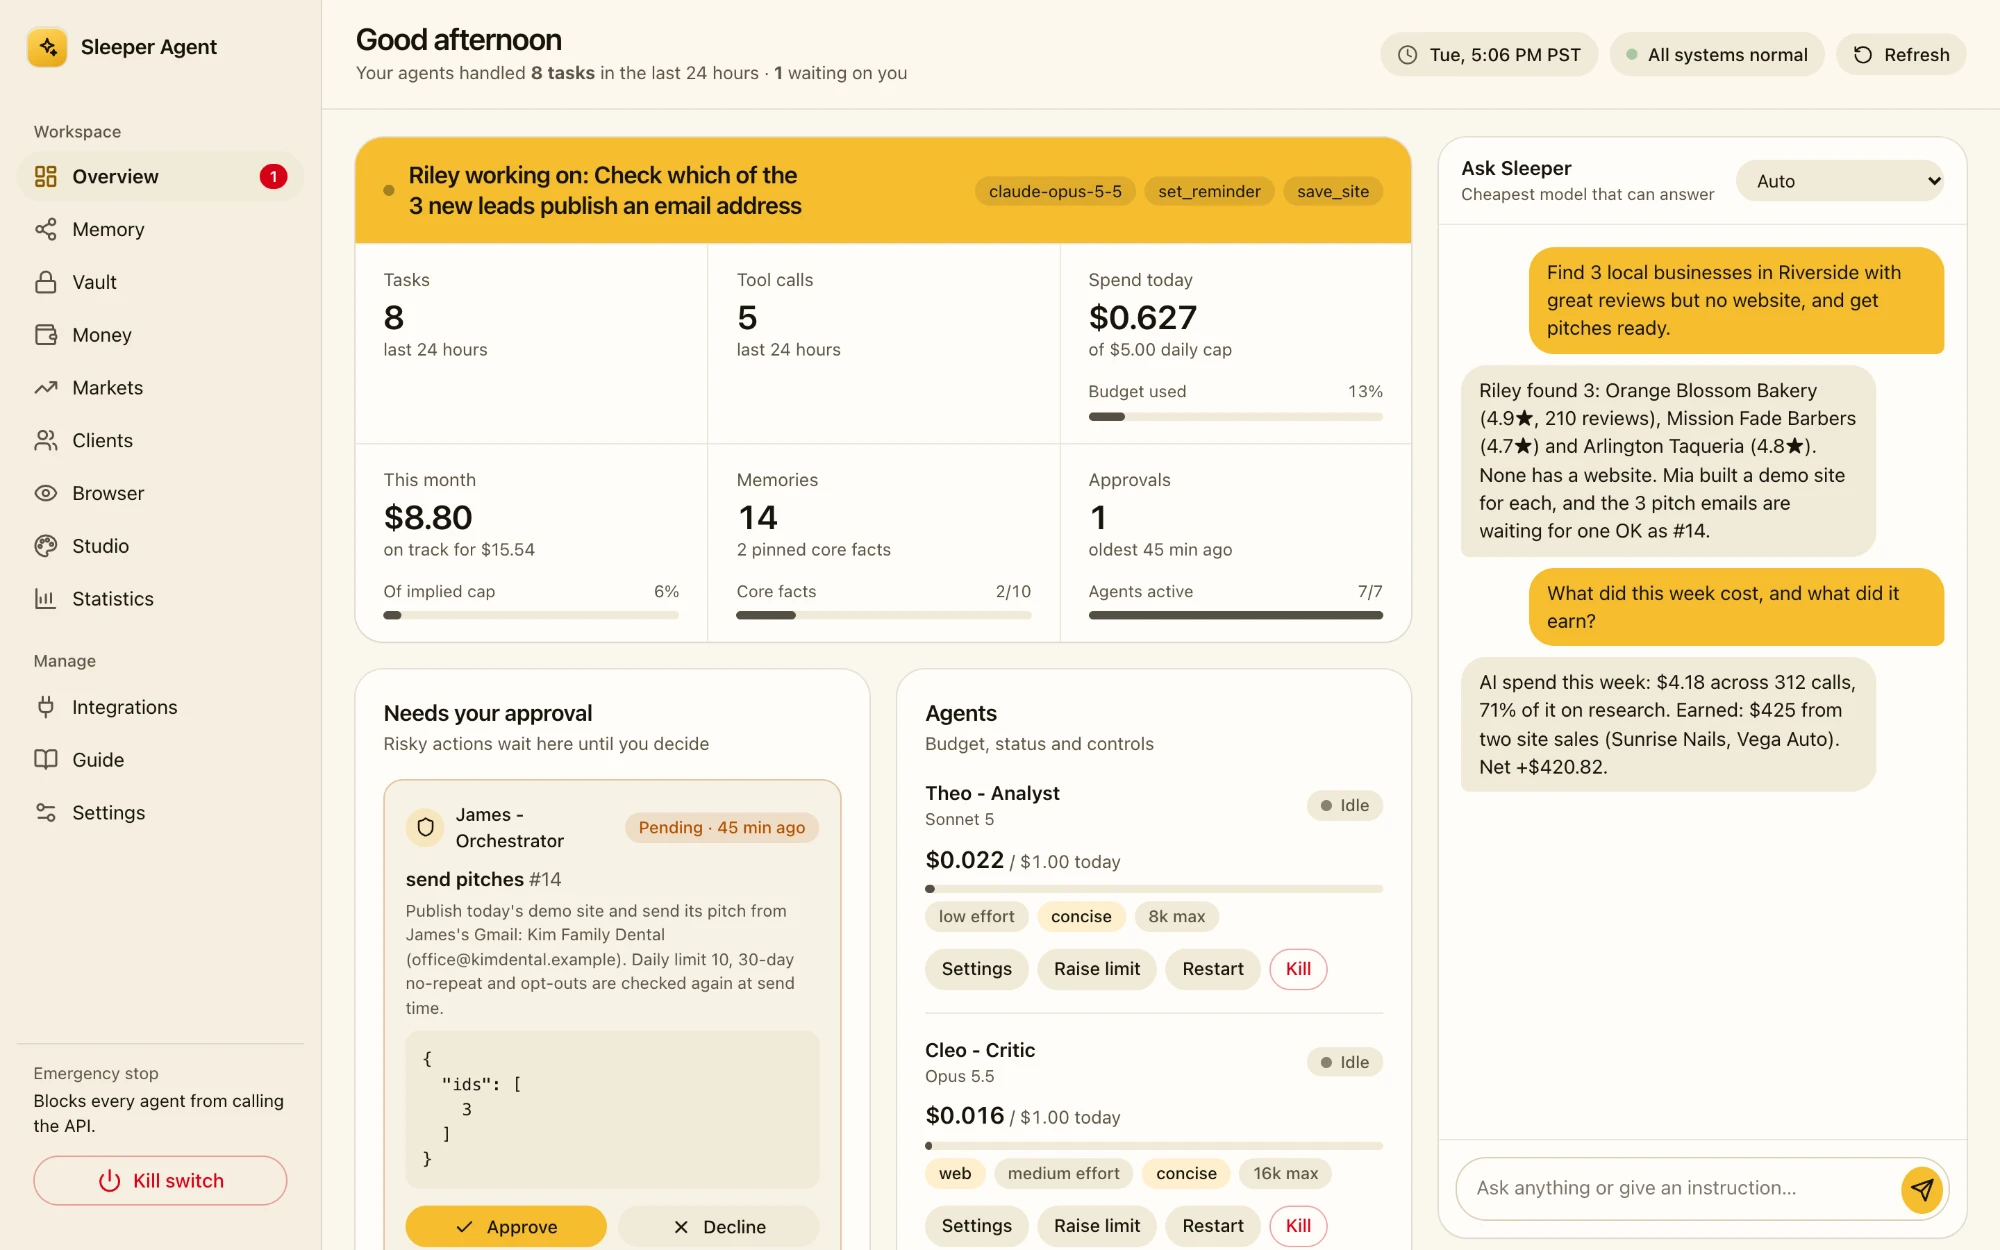 Sleeper Agent
Workspace
Overview
1
Memory
Vault
Money
Markets
Clients
Browser
Studio
Statistics
Manage
Integrations
Guide
Settings
Emergency stop
Blocks every agent from calling
the API.
Kill switch
Good afternoon
Your agents handled 8 tasks in the last 24 hours · 1 waiting on you
Tue, 5:06 PM PST
All systems normal
Refresh
Riley working on: Check which of the
3 new leads publish an email address
claude-opus-5-5
set_reminder
save_site
Tasks
8
last 24 hours
Tool calls
5
last 24 hours
Spend today
$0.627
of $5.00 daily cap
Budget used 13%
This month
$8.80
on track for $15.54
Of implied cap 6%
Memories
14
2 pinned core facts
Core facts 2/10
Approvals
1
oldest 45 min ago
Agents active 7/7
Needs your approval
Risky actions wait here until you decide
James -
Orchestrator
Pending · 45 min ago
send pitches #14
Publish today's demo site and send its pitch from
James's Gmail: Kim Family Dental
(office@kimdental.example). Daily limit 10, 30-day
no-repeat and opt-outs are checked again at send
time.
{
"ids": [
3
]
}
Approve
Decline
Agents
Budget, status and controls
Theo - Analyst
Sonnet 5
Idle
$0.022 / $1.00 today
low effort
concise
8k max
Settings
Raise limit
Restart
Kill
Cleo - Critic
Opus 5.5
Idle
$0.016 / $1.00 today
web
medium effort
concise
16k max
Settings
Raise limit
Restart
Kill
Ask Sleeper
Cheapest model that can answer
Auto
Find 3 local businesses in Riverside with
great reviews but no website, and get
pitches ready.
Riley found 3: Orange Blossom Bakery
(4.9★, 210 reviews), Mission Fade Barbers
(4.7★) and Arlington Taqueria (4.8★).
None has a website. Mia built a demo site
for each, and the 3 pitch emails are
waiting for one OK as #14.
What did this week cost, and what did it
earn?
AI spend this week: $4.18 across 312 calls,
71% of it on research. Earned: $425 from
two site sales (Sunrise Nails, Vega Auto).
Net +$420.82.
Ask anything or give an instruction...